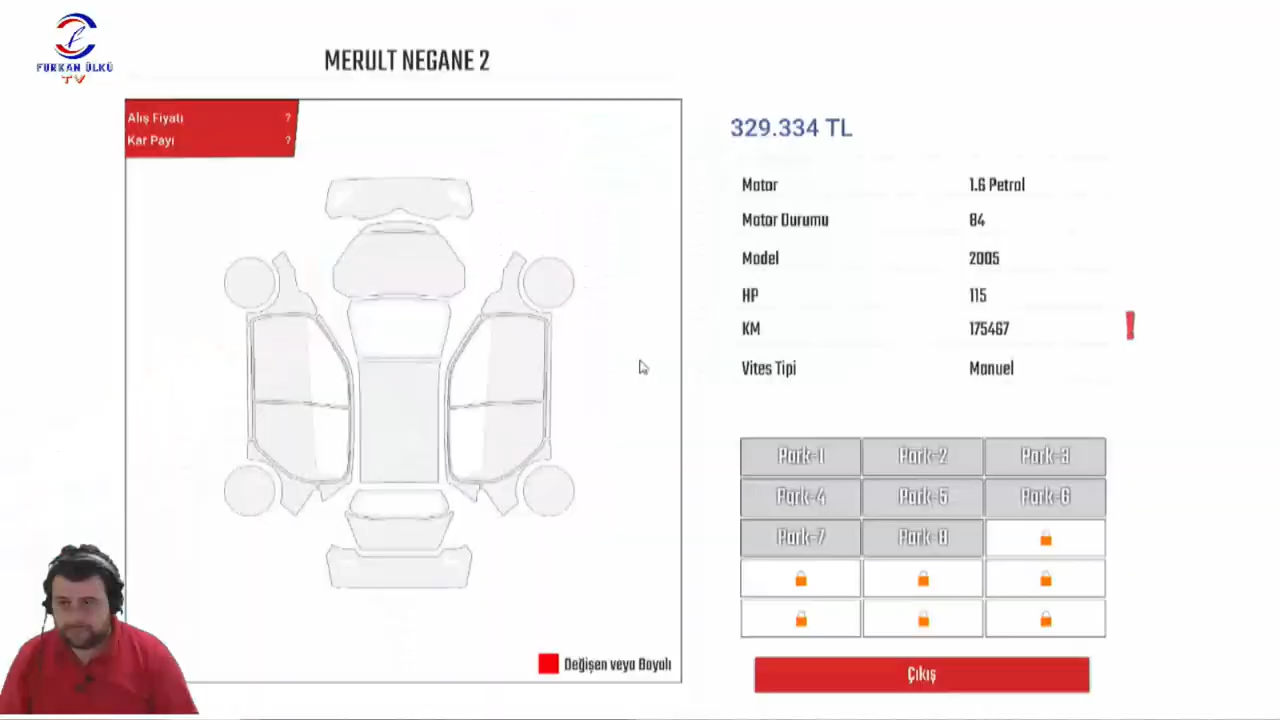 FURKAN ÜLKÜ
TV
MERULT NEGANE 2
Alış Fiyatı ?
Kar Payı ?
329.334 TL
Motor 1.6 Petrol
Motor Durumu 84
Model 2005
HP 115
KM 175467 !
Vites Tipi Manuel
Park-1 Park-2 Park-3
Park-4 Park-5 Park-6
Park-7 Park-8
Değişen veya Boyalı
Çıkış